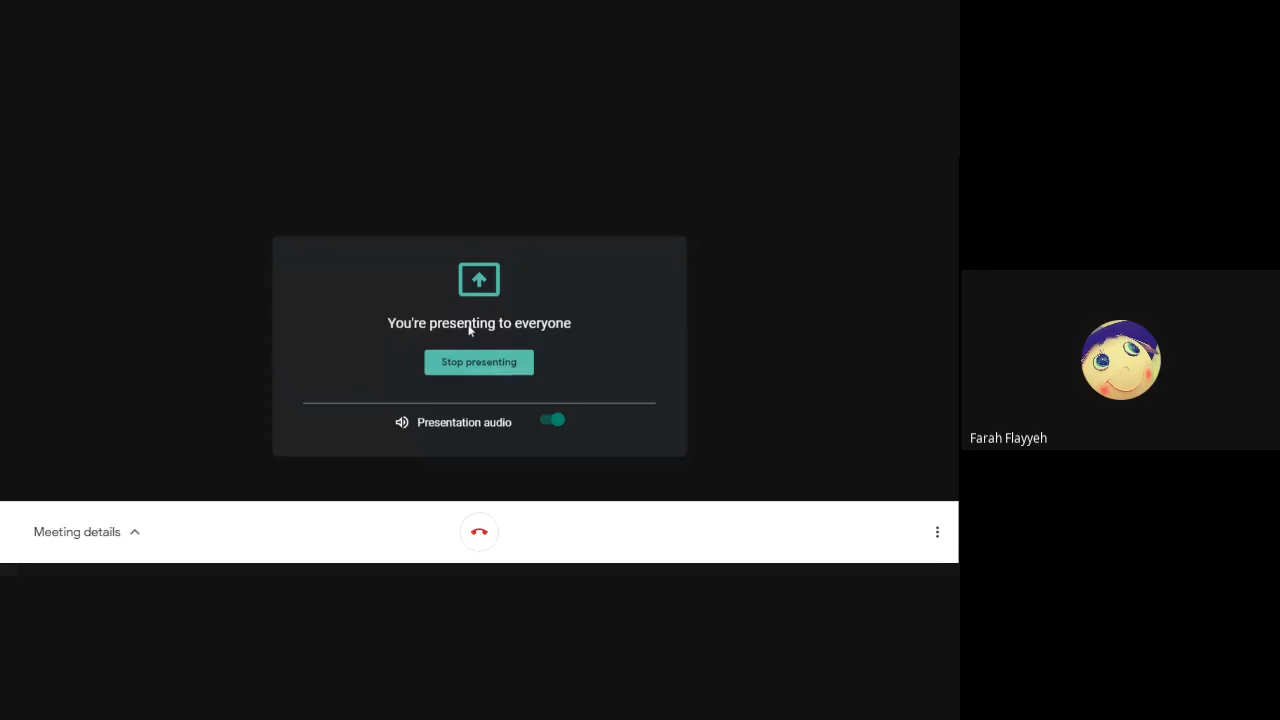 You're presenting to everyone
Stop presenting
Presentation audio
Farah Flayyeh
Meeting details